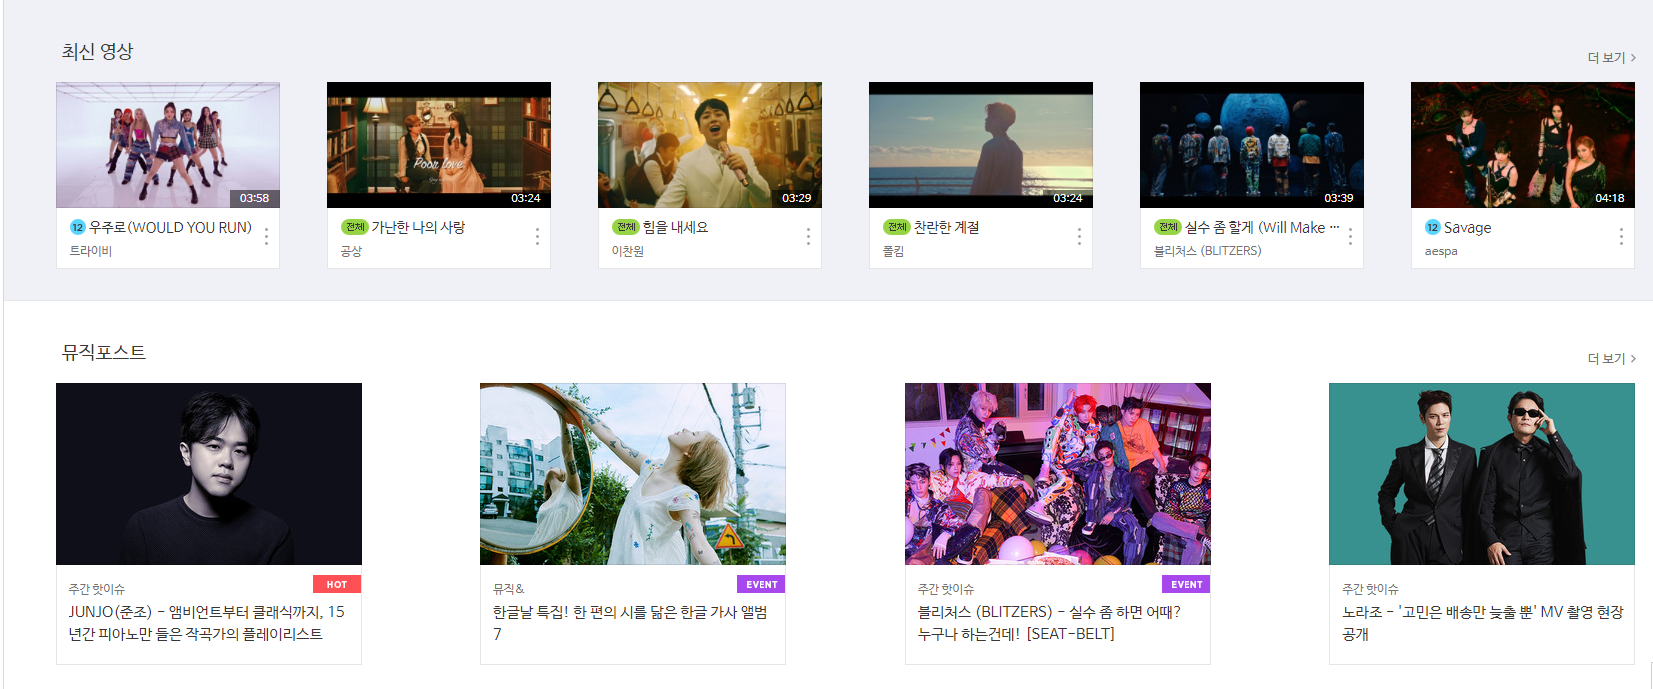 최신 영상
더 보기 >
03:58
Poor love.
03:24
03:29
03:24
03:39
04:18
12 우주로(WOULD YOU RUN)
트라이비
전체 가난한 나의 사랑
공상
전체 힘을 내세요
이찬원
전체 찬란한 계절
폴킴
전체 실수 좀 할게 (Will Make ···
블리처스 (BLITZERS)
12 Savage
aespa
뮤직포스트
더 보기 >
주간 핫이슈
HOT
JUNJO(준조) - 앰비언트부터 클래식까지, 15
년간 피아노만 들은 작곡가의 플레이리스트
뮤직&
EVENT
한글날 특집! 한 편의 시를 닮은 한글 가사 앨범
7
주간 핫이슈
EVENT
블리처스 (BLITZERS) - 실수 좀 하면 어때?
누구나 하는건데! [SEAT-BELT]
주간 핫이슈
노라조 - '고민은 배송만 늦출 뿐' MV 촬영 현장
공개